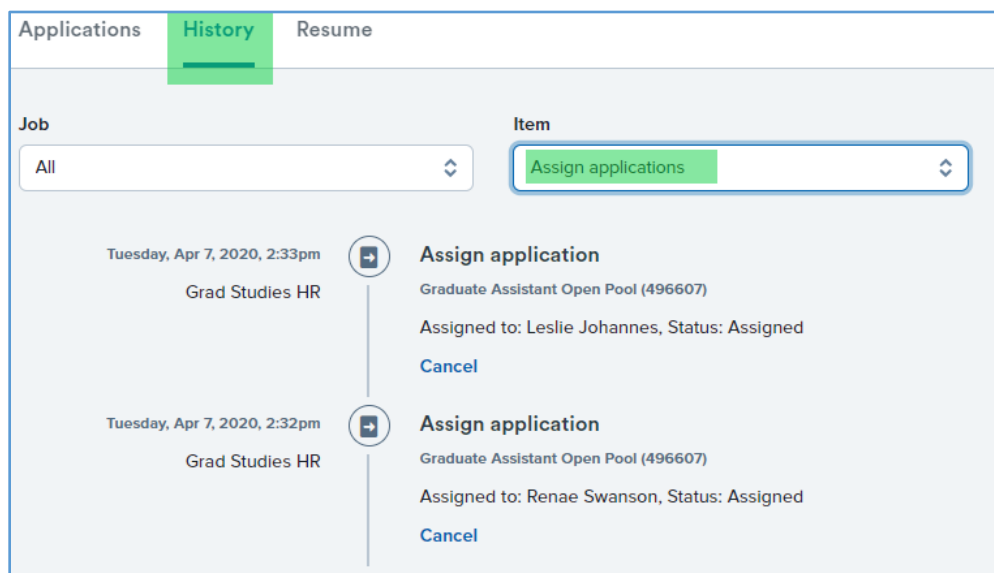 Applications History Resume
Job
Item
All
Assign applications
Tuesday, Apr 7, 2020, 2:33pm
Grad Studies HR
Assign application
Graduate Assistant Open Pool (496607)
Assigned to: Leslie Johannes, Status: Assigned
Cancel
Tuesday, Apr 7, 2020, 2:32pm
Grad Studies HR
Assign application
Graduate Assistant Open Pool (496607)
Assigned to: Renae Swanson, Status: Assigned
Cancel